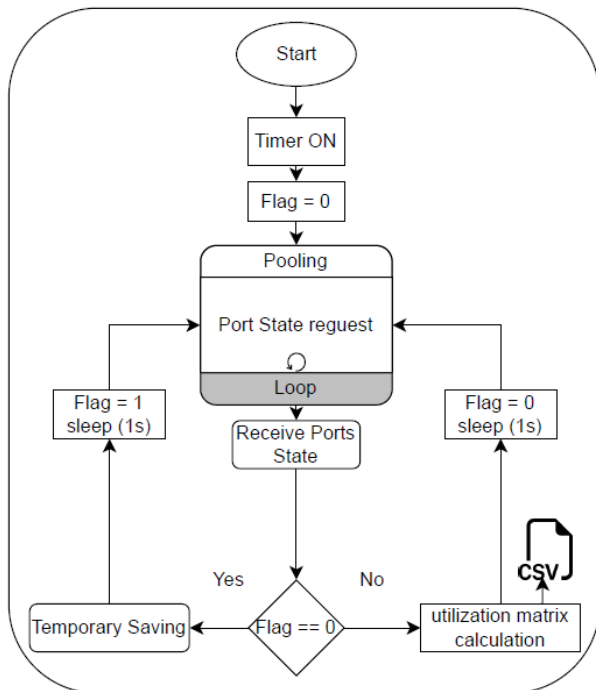 Start
Timer ON
Flag = 0
Pooling
Port State reguest
Loop
Flag = 1
sleep (1s)
Flag = 0
sleep (1s)
Receive Ports
State
Yes
No
CSV
Temporary Saving
Flag == 0
utilization matrix
calculation